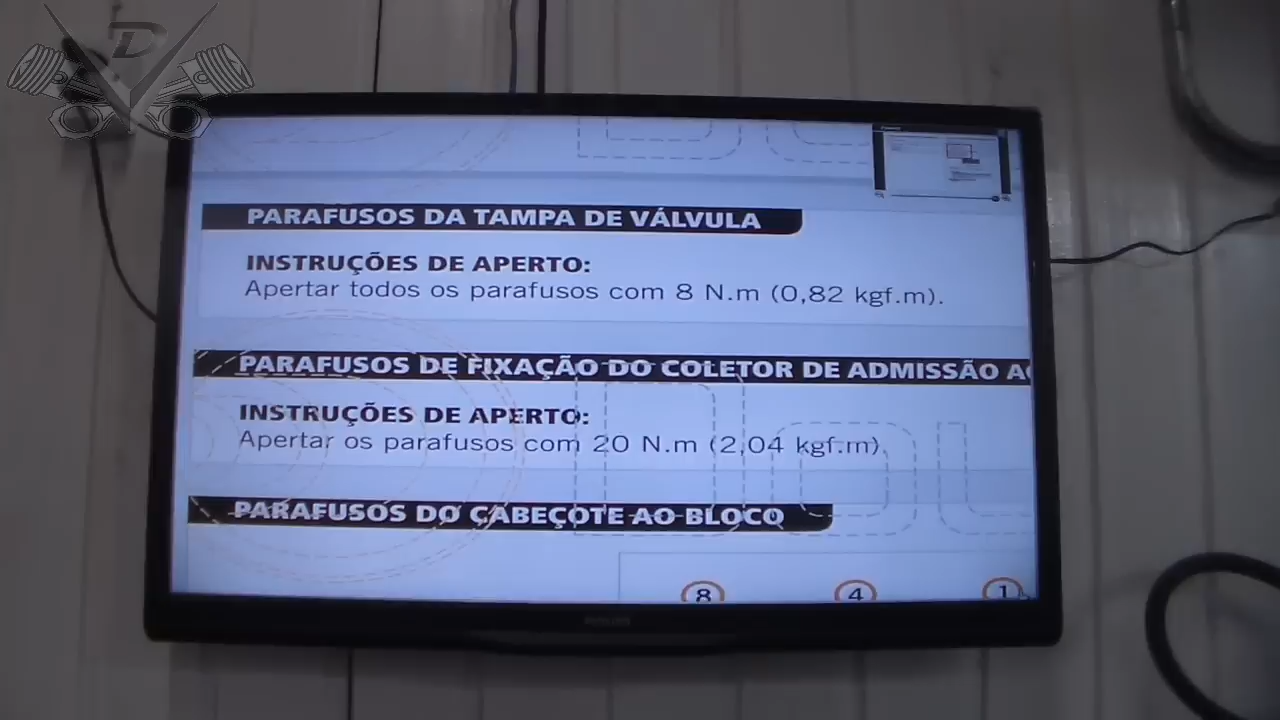 D
PARAFUSOS DA TAMPA DE VÁLVULA
INSTRUÇÕES DE APERTO:
Apertar todos os parafusos com 8 N.m (0,82 kgf.m).
PARAFUSOS DE FIXAÇÃO DO COLETOR DE ADMISSÃO
INSTRUÇÕES DE APERTO:
Apertar os parafusos com 20 N.m (2,04 kgf.m).
PARAFUSOS DO CABEÇOTE AO BLOCO
8 4 1
PHILIPS